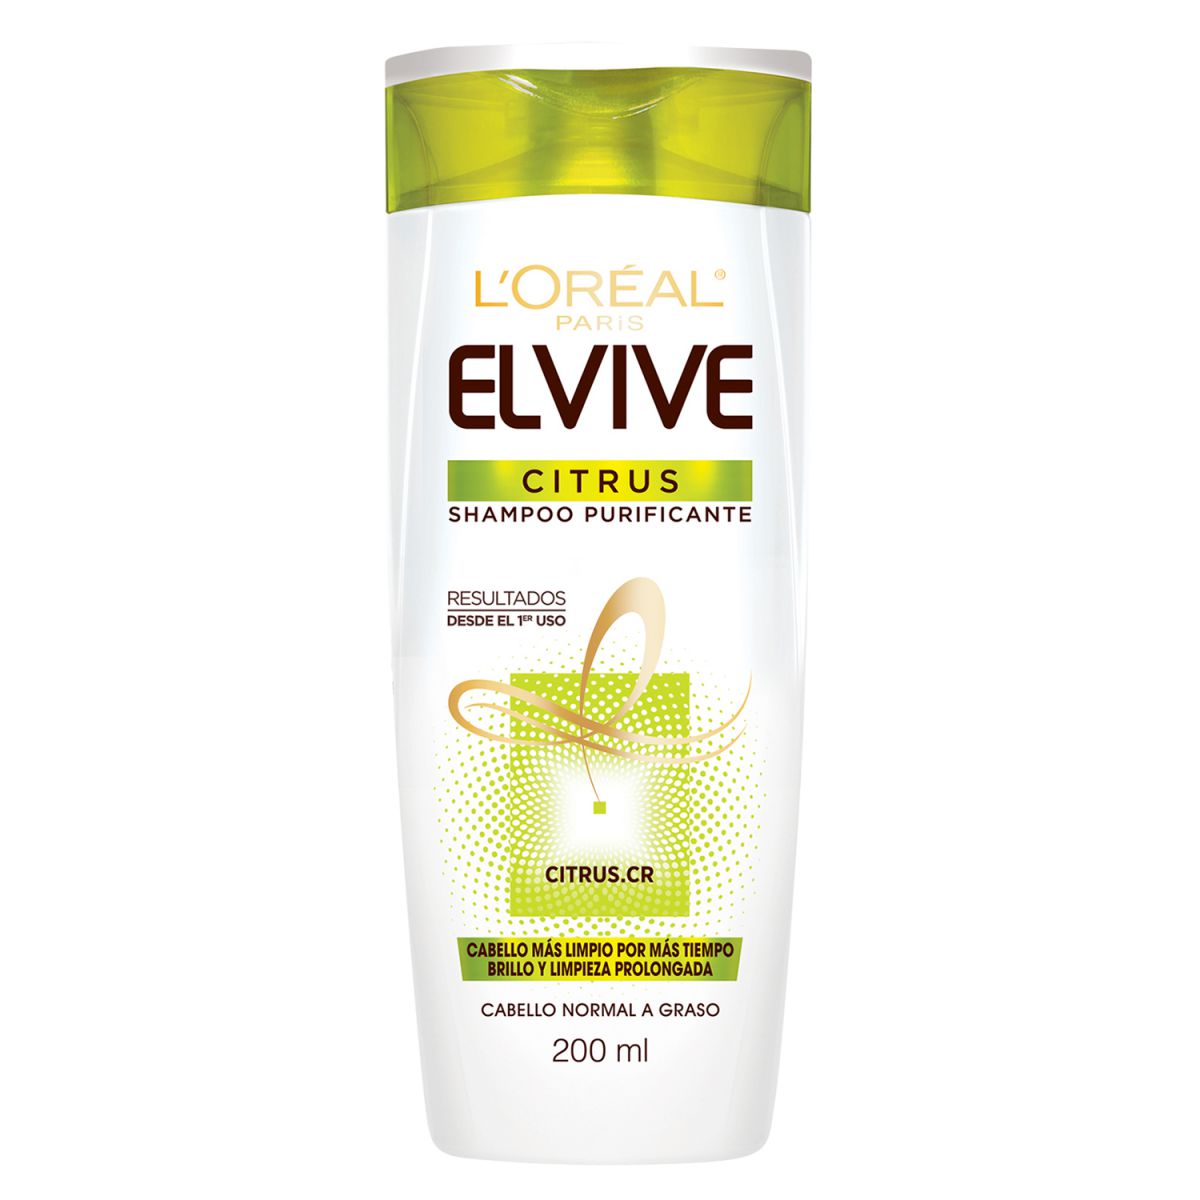 L'ORÉAL®
PARIS
ELVIVE
CITRUS
SHAMPOO PURIFICANTE
RESULTADOS
DESDE EL 1ER USO
CITRUS.CR
CABELLO MÁS LIMPIO POR MÁS TIEMPO
BRILLO Y LIMPIEZA PROLONGADA
CABELLO NORMAL A GRASO
200 ml